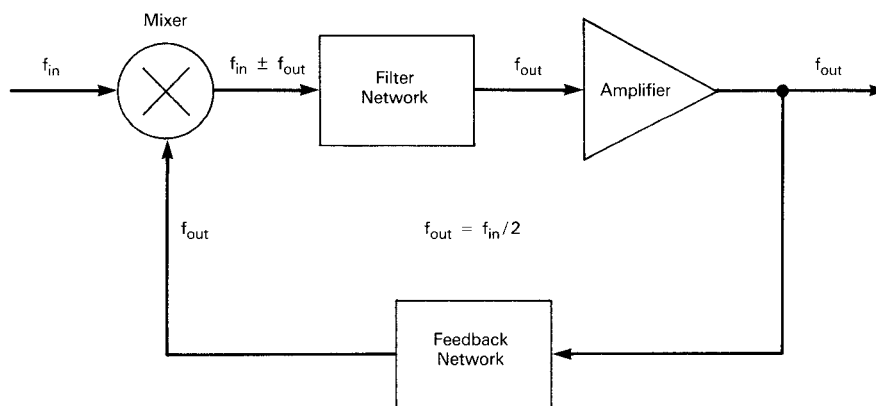 Mixer
f_in
f_in ± f_out
Filter
Network
f_out
Amplifier
f_out
f_out
f_out = f_in/2
Feedback
Network